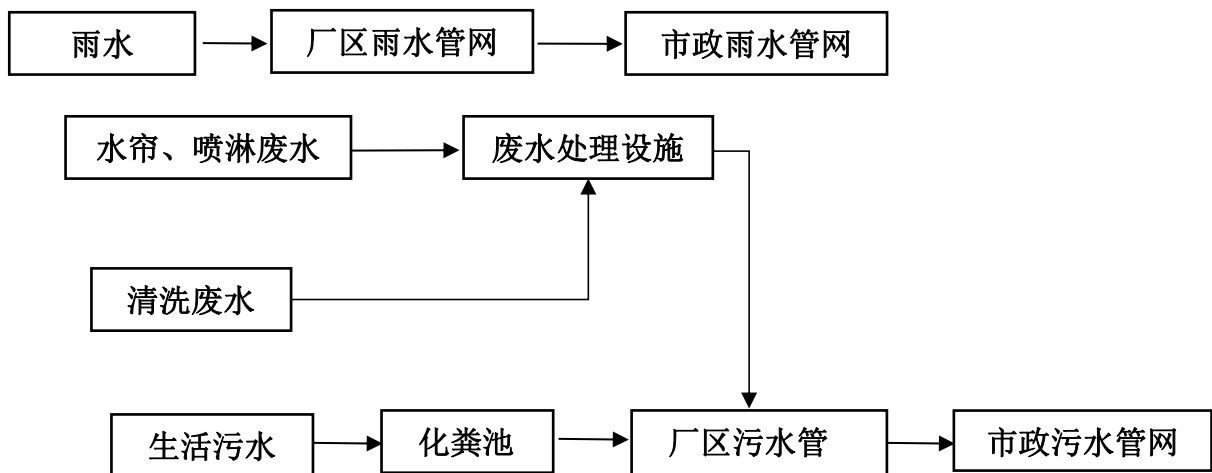 雨水
厂区雨水管网
市政雨水管网
水帘、喷淋废水
废水处理设施
清洗废水
生活污水
化粪池
厂区污水管
市政污水管网